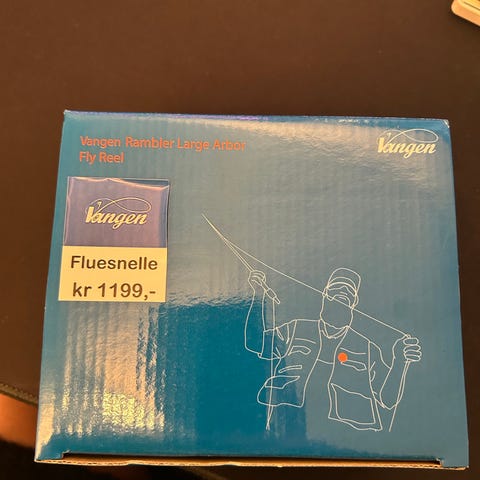 Vangen Rambler Large Arbor
Fly Reel
Vangen
Vangen
Fluesnelle
kr 1199,-